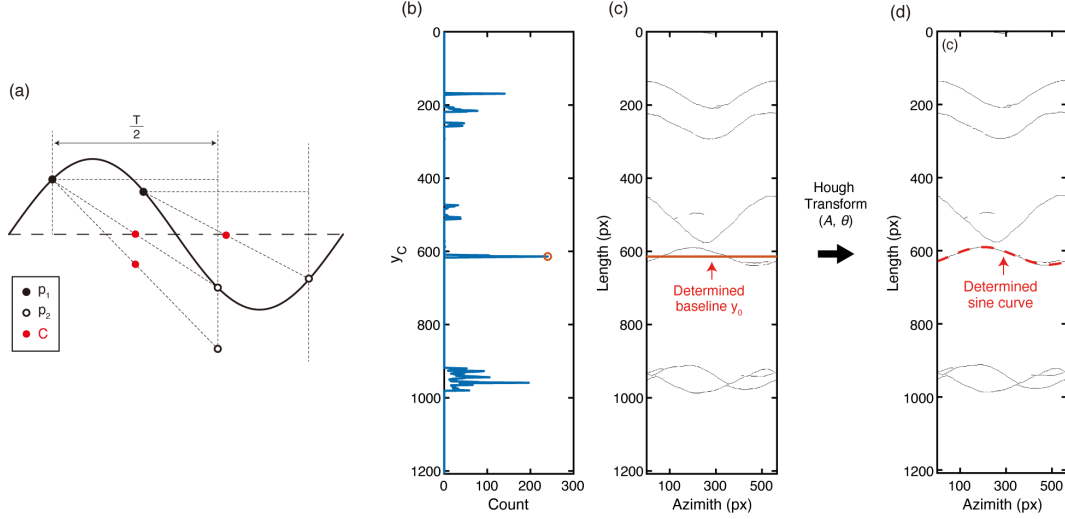 (a)
T
2
p1
p2
C
(b)
0
200
400
600
800
1000
1200
yC
0 100 200 300
Count
(c)
0
200
400
600
800
1000
1200
Length (px)
Determined
baseline y0
100 300 500
Azimith (px)
Hough
Transform
(A, θ)
(d)
(c)
0
200
400
600
800
1000
1200
Length (px)
Determined
sine curve
100 300 500
Azimith (px)